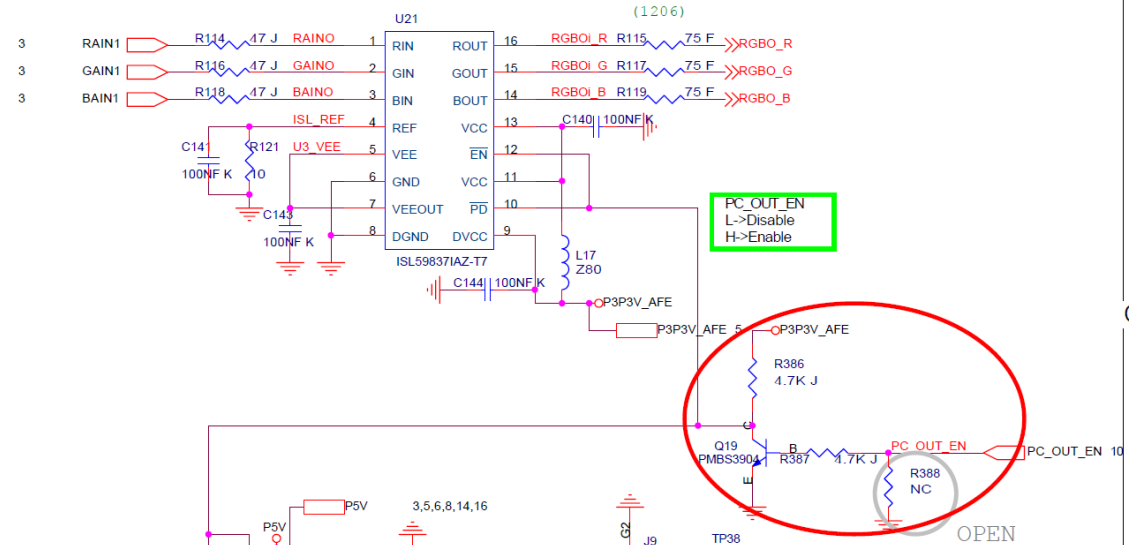 (1206)
U21
3 RAIN1 R114 47 J RAINO 1 RIN ROUT 16 RGBOi_R R115 75 F RGBO_R
3 GAIN1 R116 47 J GAINO 2 GIN GOUT 15 RGBOi_G R117 75 F RGBO_G
3 BAIN1 R118 47 J BAINO 3 BIN BOUT 14 RGBOi_B R119 75 F RGBO_B
ISL_REF 4 REF VCC 13 C140 100NF K
C141 R121 U3_VEE 5 VEE EN 12
100NF K 10 6 GND VCC 11
C143 7 VEEOUT PD 10
100NF K 8 DGND DVCC 9
ISL59837IAZ-T7
PC_OUT_EN
L->Disable
H->Enable
L17
Z80
C144 100NF K
P3P3V_AFE
P3P3V_AFE 5
P3P3V_AFE
R386
4.7K J
C
Q19 B PC_OUT_EN PC_OUT_EN 10
PMBS3904 R387 4.7K J
E
R388
NC
OPEN
P5V 3,5,6,8,14,16
P5V
G2
J9
TP38